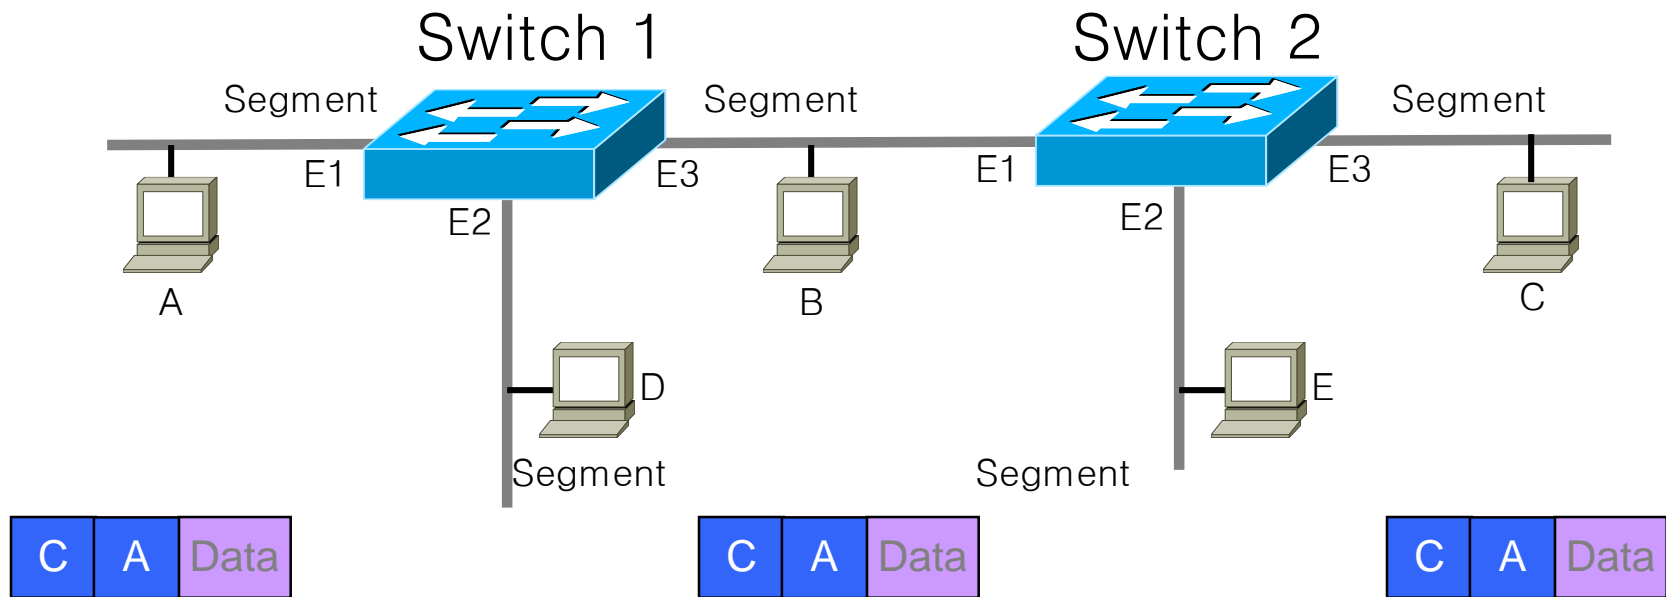 Switch 1
Switch 2
Segment
Segment
Segment
E1
E3
E1
E3
E2
E2
A
B
C
D
E
Segment
Segment
C A Data
C A Data
C A Data